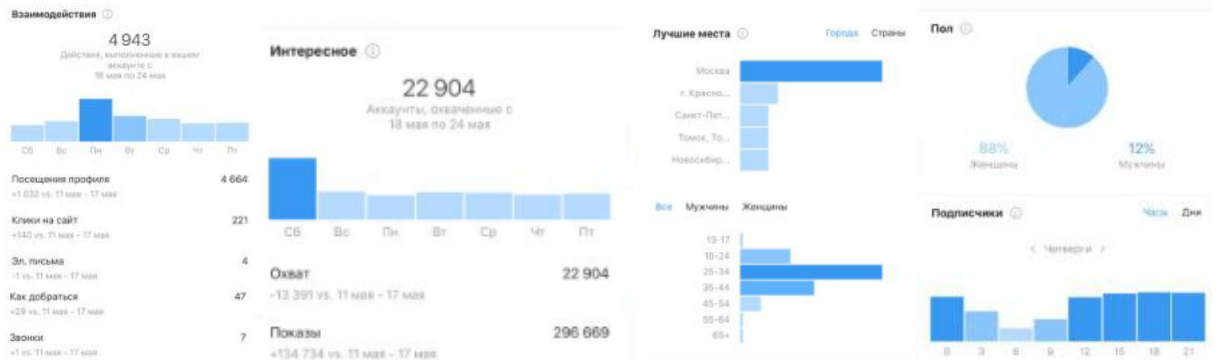 Взаимодействия
4 943
Действия, выполненные в вашем
аккаунте с
18 мая по 24 мая
Сб Вс Пн Вт Ср Чт Пт
Посещения профиля 4 664
+1 032 vs. 11 мая - 17 мая
Клики на сайт 221
+140 vs. 11 мая - 17 мая
Эл. письма 4
-1 vs. 11 мая - 17 мая
Как добраться 47
+29 vs. 11 мая - 17 мая
Звонки 7
+1 vs. 11 мая - 17 мая
Интересное
22 904
Аккаунты, охваченные с
18 мая по 24 мая
Сб Вс Пн Вт Ср Чт Пт
Охват 22 904
-13 391 vs. 11 мая - 17 мая
Показы 296 669
+134 734 vs. 11 мая - 17 мая
Лучшие места Города Страны
Москва
г. Красно...
Санкт-Пет...
Томск, То...
Новосибир...
Все Мужчины Женщины
13-17
18-24
25-34
35-44
45-54
55-64
65+
Пол
88% 12%
Женщины Мужчины
Подписчики Часы Дни
< Четверги >
0 3 6 9 12 15 18 21